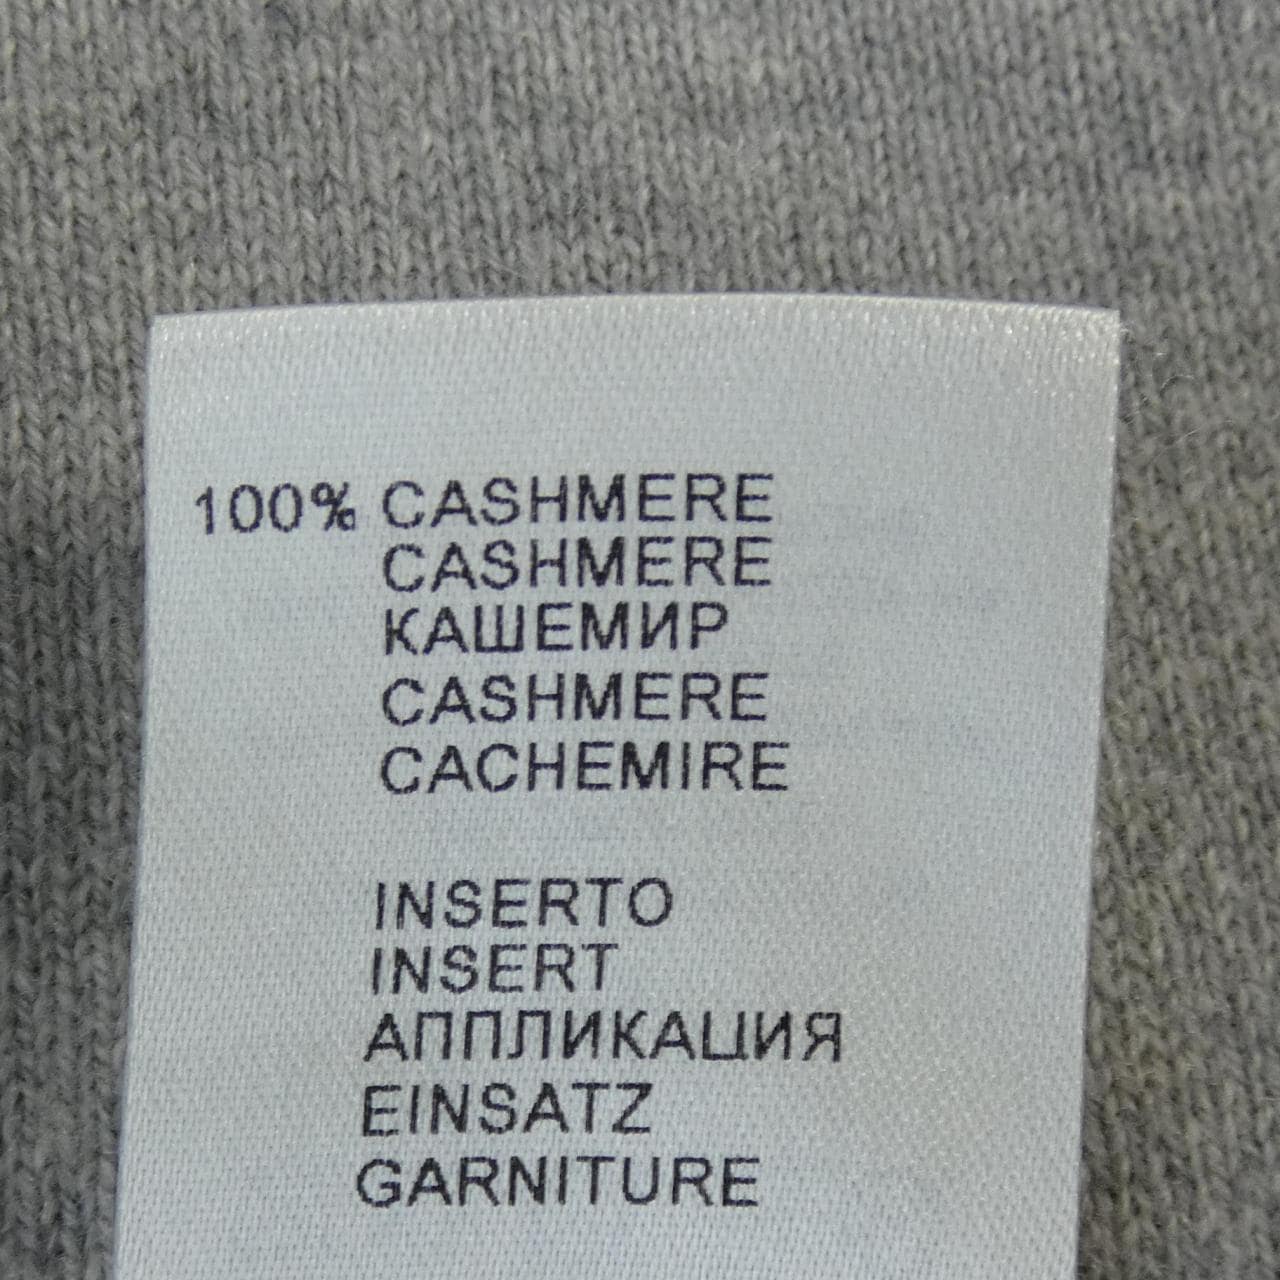 100% CASHMERE
CASHMERE
КАШЕМИР
CASHMERE
CACHEMIRE
INSERTO
INSERT
АППЛИКАЦИЯ
EINSATZ
GARNITURE